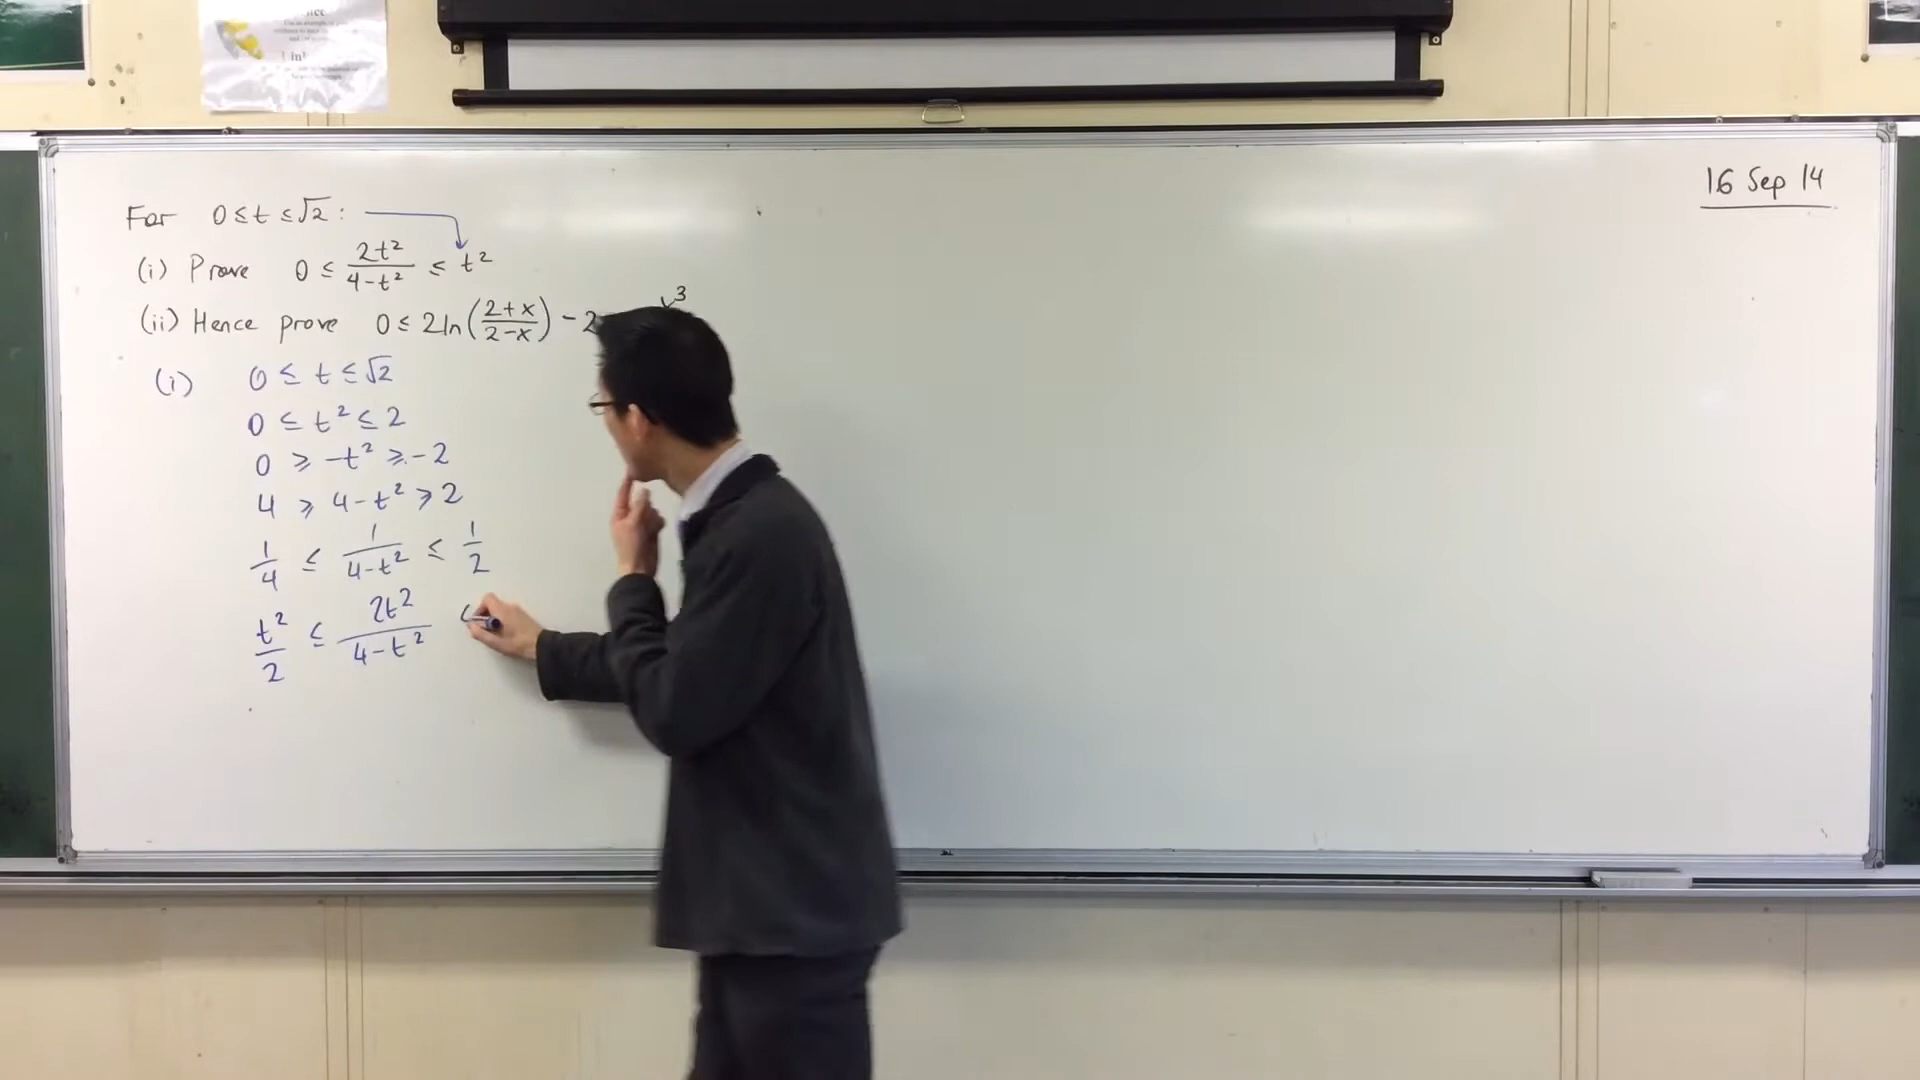 16 Sep 14
For 0 ≤ t ≤ √2 :
(i) Prove 0 ≤ 2t²/(4-t²) ≤ t²
(ii) Hence prove 0 ≤ 2ln((2+x)/(2-x)) - 2 ³
(i) 0 ≤ t ≤ √2
0 ≤ t² ≤ 2
0 ≥ -t² ≥ -2
4 ≥ 4-t² ≥ 2
1/4 ≤ 1/(4-t²) ≤ 1/2
t²/2 ≤ 2t²/(4-t²)